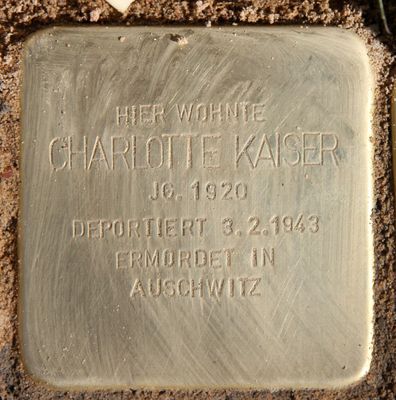 HIER WOHNTE
CHARLOTTE KAISER
JG. 1920
DEPORTIERT 3.2.1943
ERMORDET IN
AUSCHWITZ